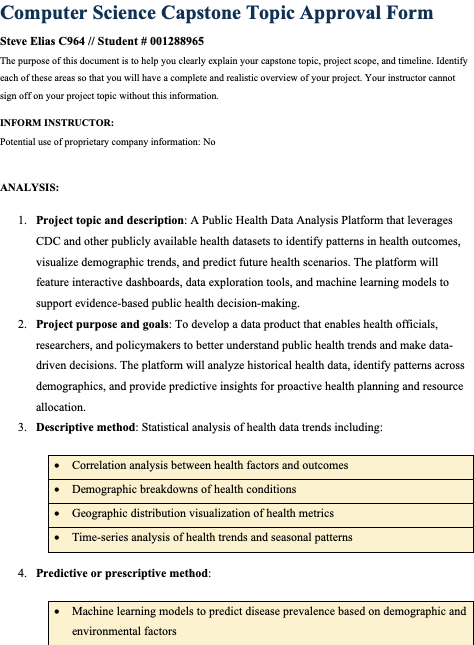 Computer Science Capstone Topic Approval Form
Steve Elias C964 // Student # 001288965
The purpose of this document is to help you clearly explain your capstone topic, project scope, and timeline. Identify
each of these areas so that you will have a complete and realistic overview of your project. Your instructor cannot
sign off on your project topic without this information.
INFORM INSTRUCTOR:
Potential use of proprietary company information: No
ANALYSIS:
1. Project topic and description: A Public Health Data Analysis Platform that leverages
CDC and other publicly available health datasets to identify patterns in health outcomes,
visualize demographic trends, and predict future health scenarios. The platform will
feature interactive dashboards, data exploration tools, and machine learning models to
support evidence-based public health decision-making.
2. Project purpose and goals: To develop a data product that enables health officials,
researchers, and policymakers to better understand public health trends and make data-
driven decisions. The platform will analyze historical health data, identify patterns across
demographics, and provide predictive insights for proactive health planning and resource
allocation.
3. Descriptive method: Statistical analysis of health data trends including:
• Correlation analysis between health factors and outcomes
• Demographic breakdowns of health conditions
• Geographic distribution visualization of health metrics
• Time-series analysis of health trends and seasonal patterns
4. Predictive or prescriptive method:
• Machine learning models to predict disease prevalence based on demographic and
environmental factors